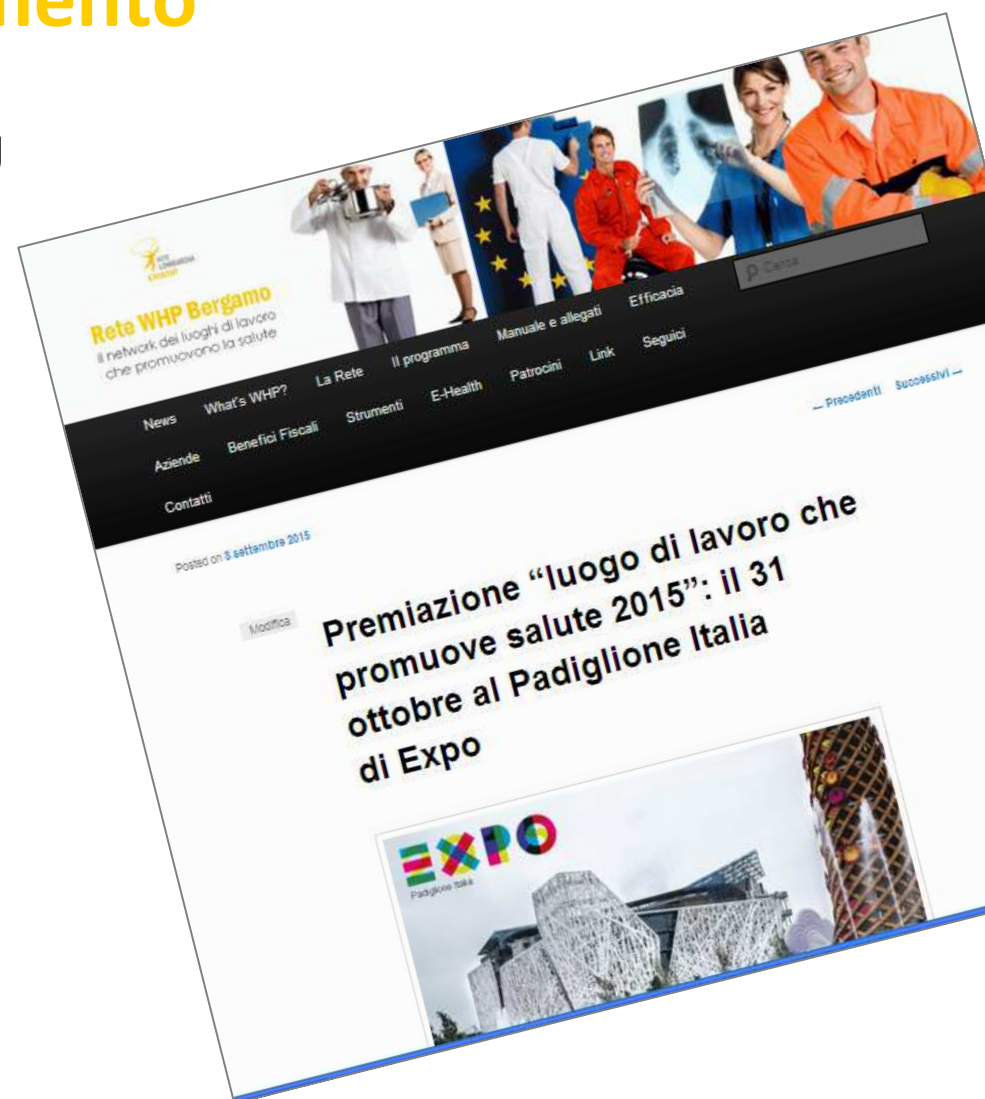 mento
RETE
LOMBARDIA
Rete WHP Bergamo
Il network dei luoghi di lavoro
che promuovono la salute
Cerca
News What's WHP? La Rete Il programma Manuale e allegati Efficacia
Aziende Benefici Fiscali Strumenti E-Health Patrocini Link Seguici
Contatti
← Precedenti Successivi →
Posted on 8 settembre 2015
Modifica
Premiazione “luogo di lavoro che
promuove salute 2015”: il 31
ottobre al Padiglione Italia
di Expo
EXPO
Padiglione Italia